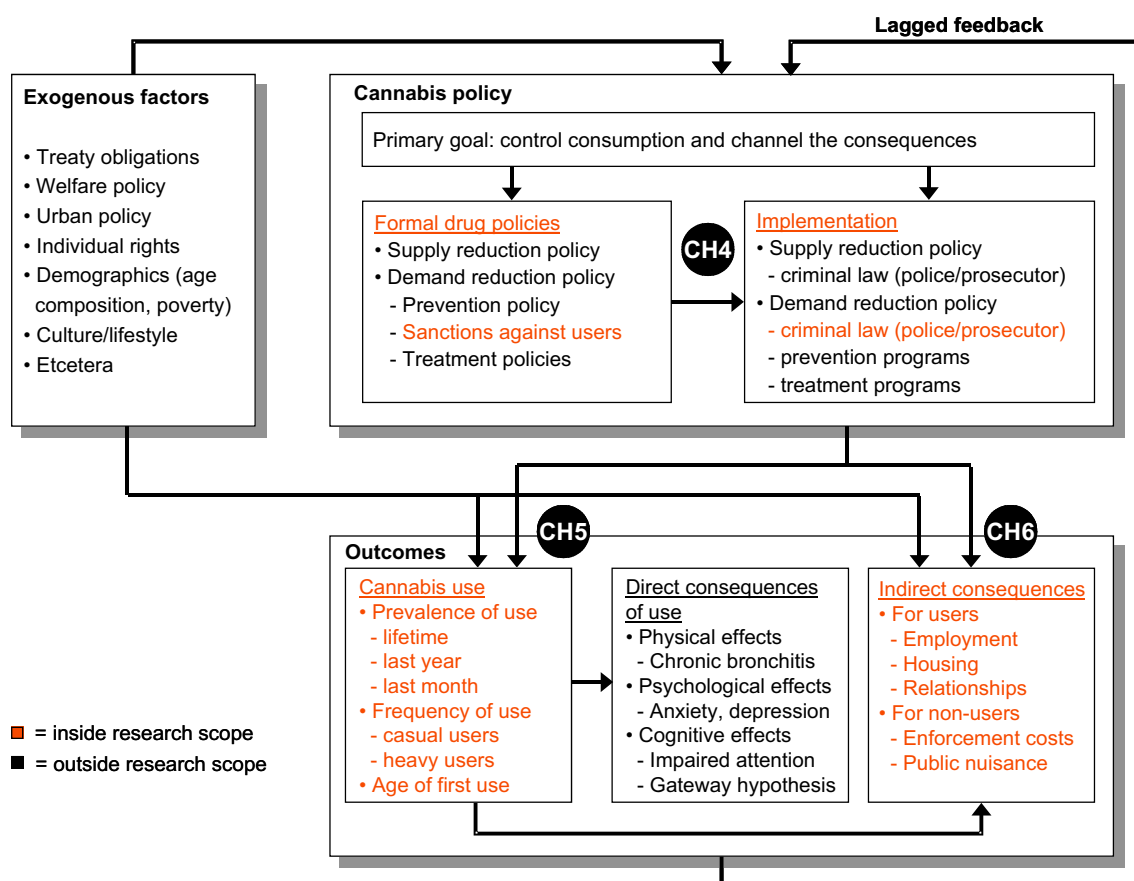 Lagged feedback
Exogenous factors
• Treaty obligations
• Welfare policy
• Urban policy
• Individual rights
• Demographics (age
composition, poverty)
• Culture/lifestyle
• Etcetera
Cannabis policy
Primary goal: control consumption and channel the consequences
Formal drug policies
• Supply reduction policy
• Demand reduction policy
- Prevention policy
- Sanctions against users
- Treatment policies
CH4
Implementation
• Supply reduction policy
- criminal law (police/prosecutor)
• Demand reduction policy
- criminal law (police/prosecutor)
- prevention programs
- treatment programs
CH5
CH6
Outcomes
Cannabis use
• Prevalence of use
- lifetime
- last year
- last month
• Frequency of use
- casual users
- heavy users
• Age of first use
Direct consequences
of use
• Physical effects
- Chronic bronchitis
• Psychological effects
- Anxiety, depression
• Cognitive effects
- Impaired attention
- Gateway hypothesis
Indirect consequences
• For users
- Employment
- Housing
- Relationships
• For non-users
- Enforcement costs
- Public nuisance
= inside research scope
= outside research scope